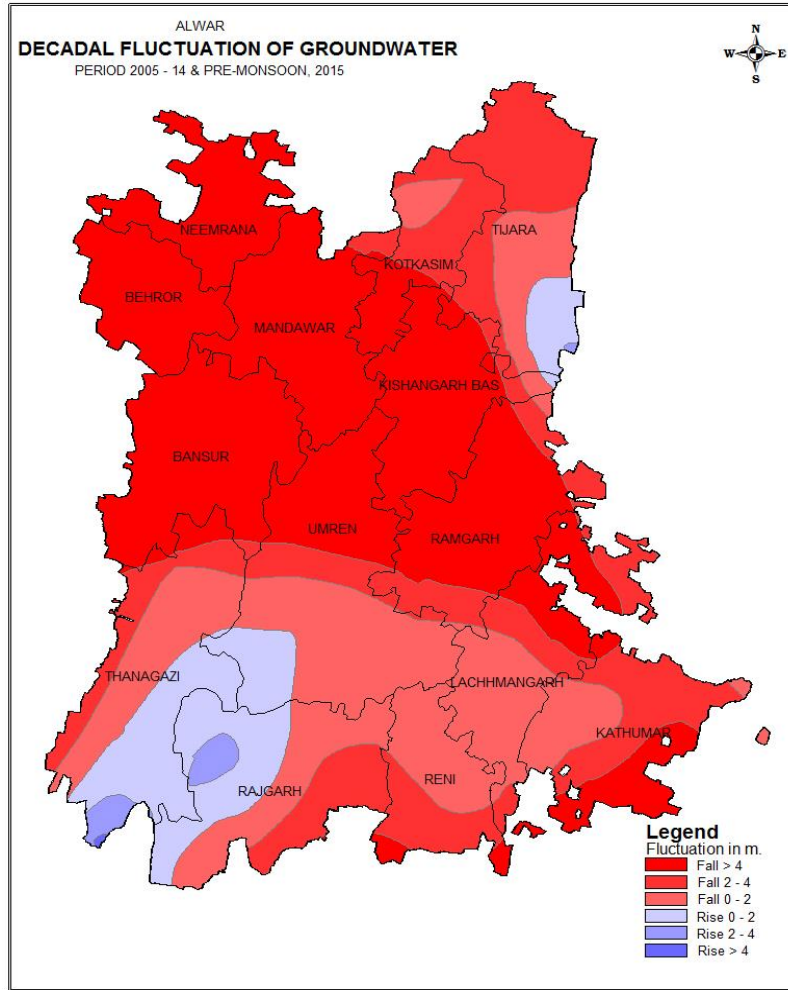 ALWAR
DECADAL FLUCTUATION OF GROUNDWATER
PERIOD 2005 - 14 & PRE-MONSOON, 2015
N
W E
S
NEEMRANA
TIJARA
KOTKASIM
BEHROR
MANDAWAR
KISHANGARH BAS
BANSUR
UMREN
RAMGARH
THANAGAZI
LACHHMANGARH
KATHUMAR
RENI
RAJGARH
Legend
Fluctuation in m.
Fall > 4
Fall 2 - 4
Fall 0 - 2
Rise 0 - 2
Rise 2 - 4
Rise > 4